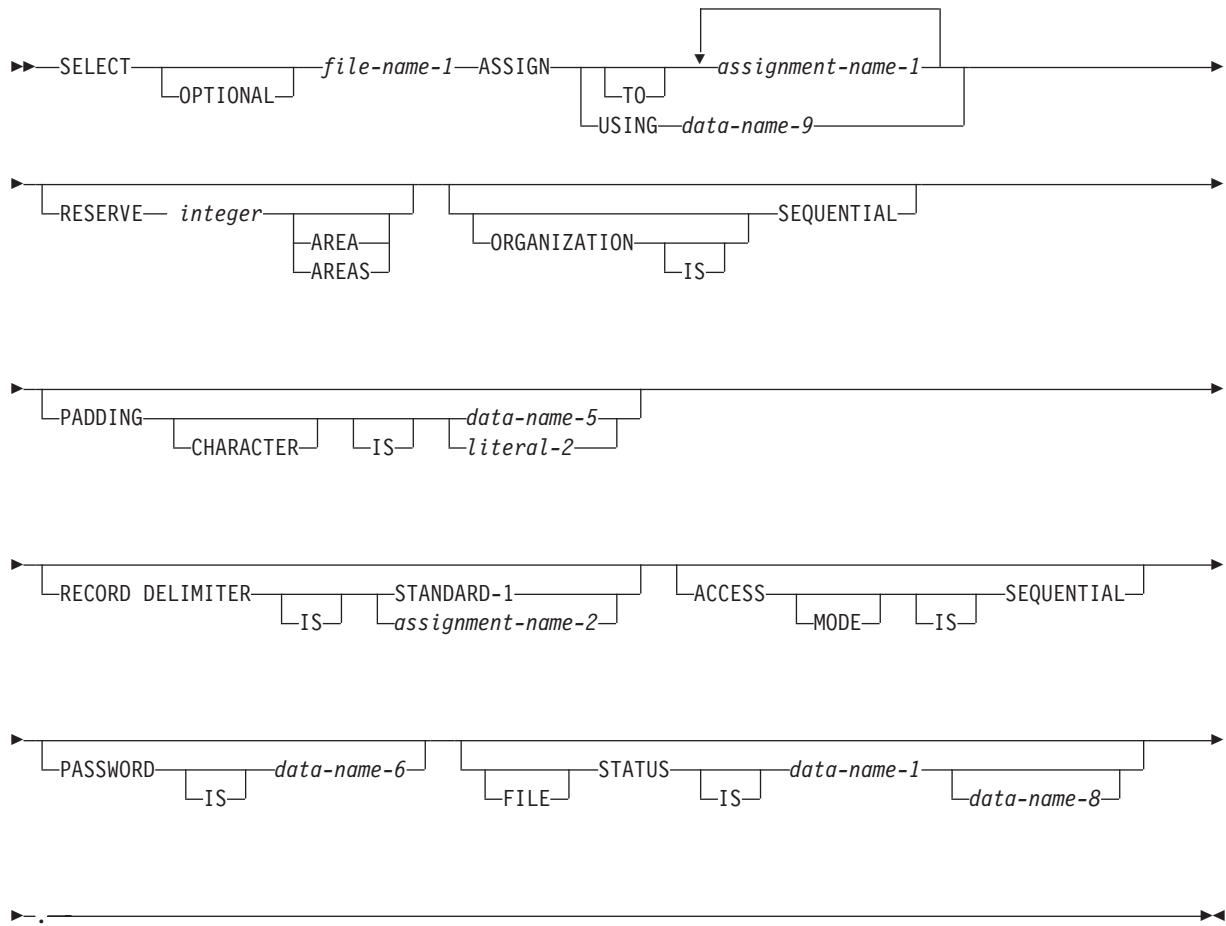 SELECT OPTIONAL file-name-1 ASSIGN TO assignment-name-1
USING data-name-9
RESERVE integer AREA AREAS ORGANIZATION IS SEQUENTIAL
PADDING CHARACTER IS data-name-5 literal-2
RECORD DELIMITER IS STANDARD-1 assignment-name-2 ACCESS MODE IS SEQUENTIAL
PASSWORD IS data-name-6 FILE STATUS IS data-name-1 data-name-8
.